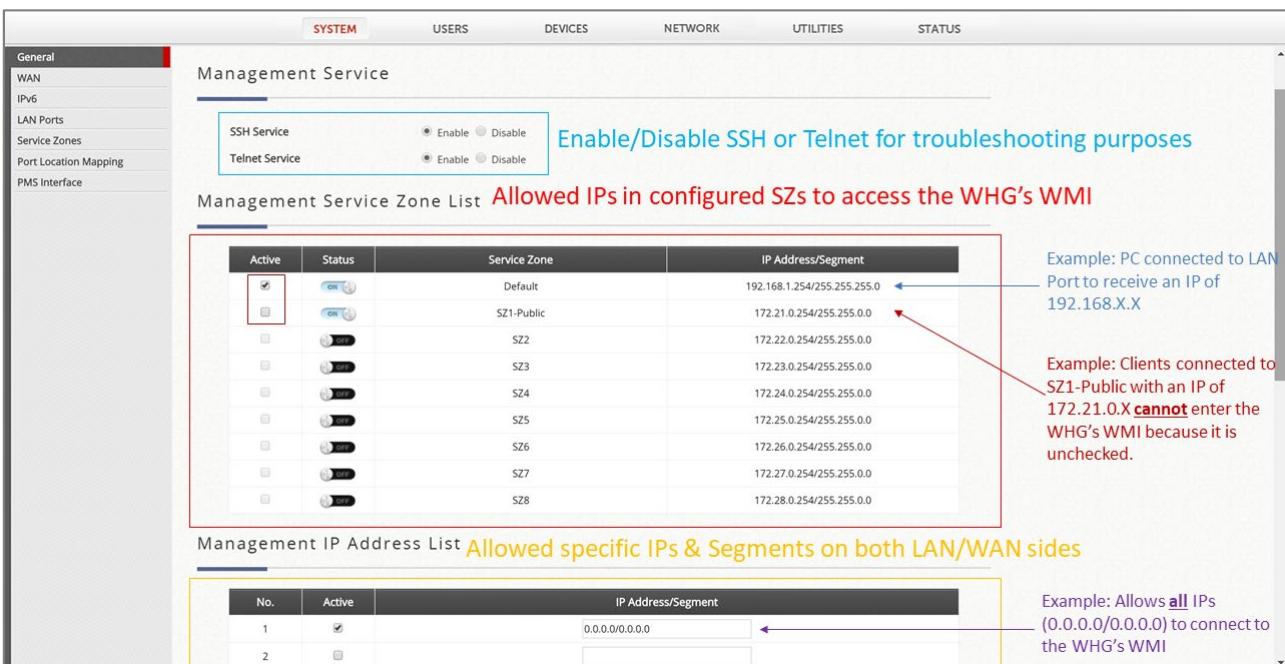 SYSTEM USERS DEVICES NETWORK UTILITIES STATUS
General
WAN
IPv6
LAN Ports
Service Zones
Port Location Mapping
PMS Interface
Management Service
SSH Service Enable Disable
Telnet Service Enable Disable
Enable/Disable SSH or Telnet for troubleshooting purposes
Management Service Zone List Allowed IPs in configured SZs to access the WHG's WMI
Active Status Service Zone IP Address/Segment
ON Default 192.168.1.254/255.255.255.0
ON SZ1-Public 172.21.0.254/255.255.0.0
OFF SZ2 172.22.0.254/255.255.0.0
OFF SZ3 172.23.0.254/255.255.0.0
OFF SZ4 172.24.0.254/255.255.0.0
OFF SZ5 172.25.0.254/255.255.0.0
OFF SZ6 172.26.0.254/255.255.0.0
OFF SZ7 172.27.0.254/255.255.0.0
OFF SZ8 172.28.0.254/255.255.0.0
Example: PC connected to LAN
Port to receive an IP of
192.168.X.X
Example: Clients connected to
SZ1-Public with an IP of
172.21.0.X cannot enter the
WHG's WMI because it is
unchecked.
Management IP Address List Allowed specific IPs & Segments on both LAN/WAN sides
No. Active IP Address/Segment
1 0.0.0.0/0.0.0.0
2
Example: Allows all IPs
(0.0.0.0/0.0.0.0) to connect to
the WHG's WMI